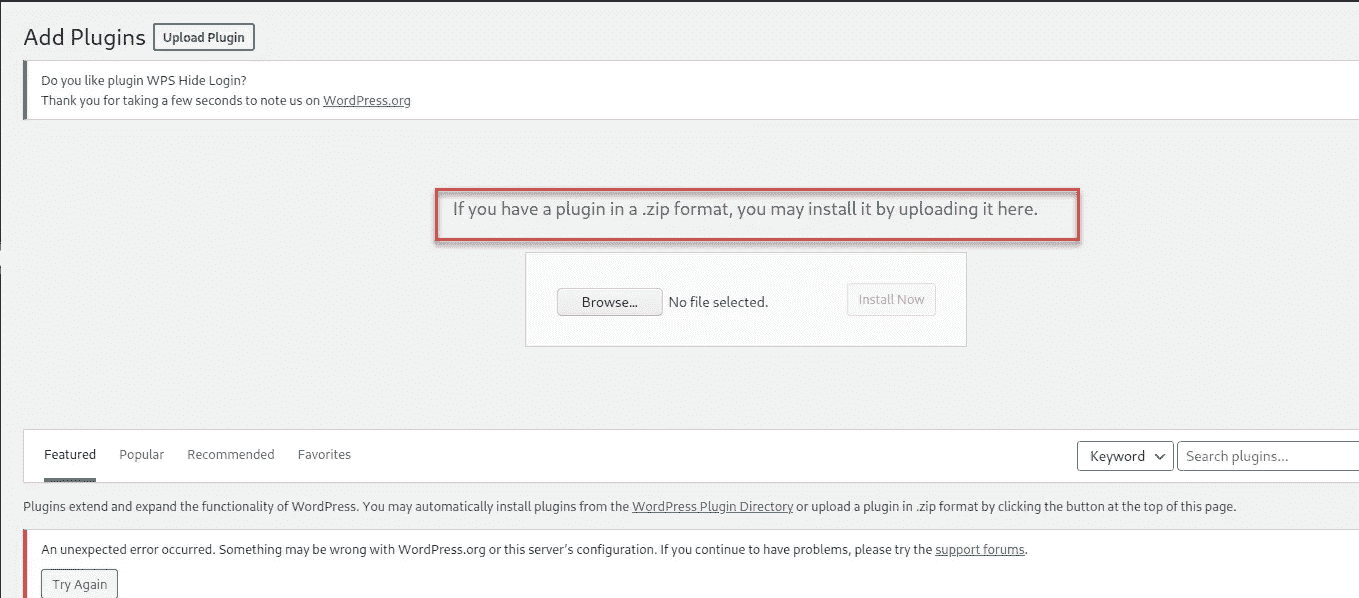 Add Plugins Upload Plugin
Do you like plugin WPS Hide Login?
Thank you for taking a few seconds to note us on WordPress.org
If you have a plugin in a .zip format, you may install it by uploading it here.
Browse... No file selected. Install Now
Featured Popular Recommended Favorites Keyword Search plugins...
Plugins extend and expand the functionality of WordPress. You may automatically install plugins from the WordPress Plugin Directory or upload a plugin in .zip format by clicking the button at the top of this page.
An unexpected error occurred. Something may be wrong with WordPress.org or this server’s configuration. If you continue to have problems, please try the support forums.
Try Again